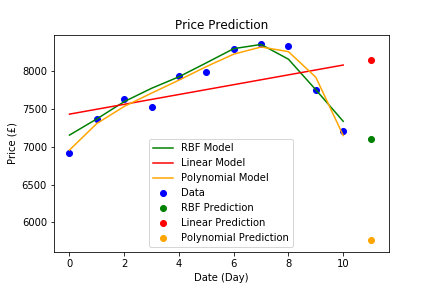 Price Prediction
Price (£)
8000
7500
7000
6500
6000
RBF Model
Linear Model
Polynomial Model
Data
RBF Prediction
Linear Prediction
Polynomial Prediction
0
2
4
6
8
10
Date (Day)